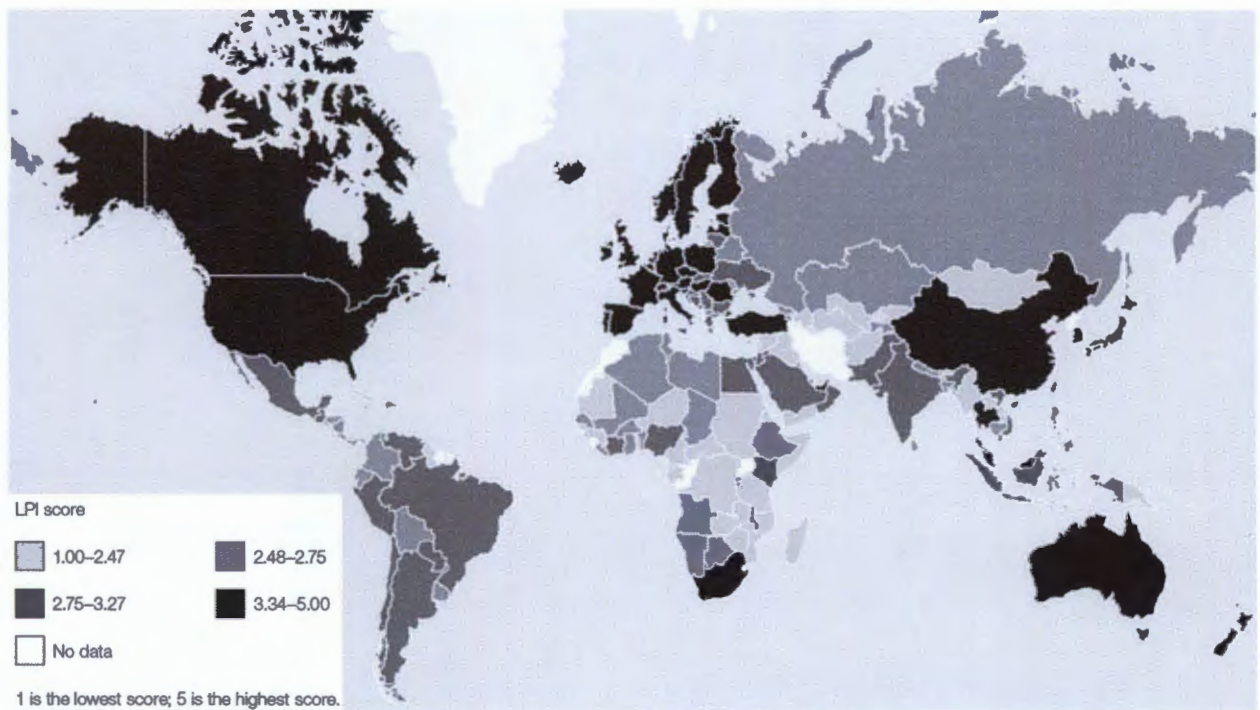 LPI score
1.00–2.47
2.48–2.75
2.75–3.27
3.34–5.00
No data
1 is the lowest score; 5 is the highest score.